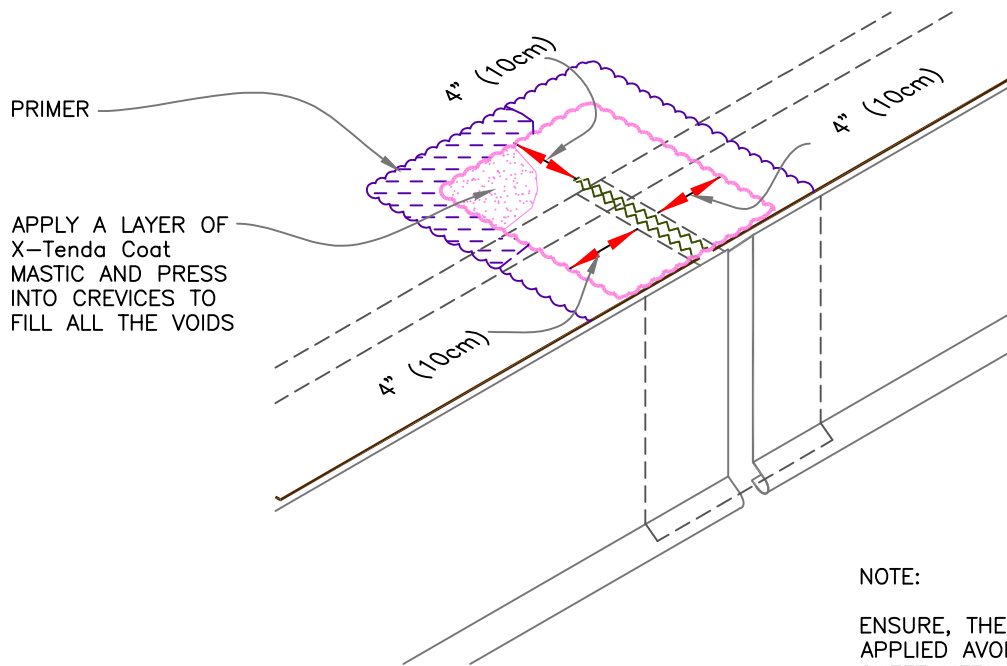 4” (10cm)
4” (10cm)
PRIMER
APPLY A LAYER OF
X-Tenda Coat
MASTIC AND PRESS
INTO CREVICES TO
FILL ALL THE VOIDS
4” (10cm)
NOTE:
ENSURE, THE
APPLIED